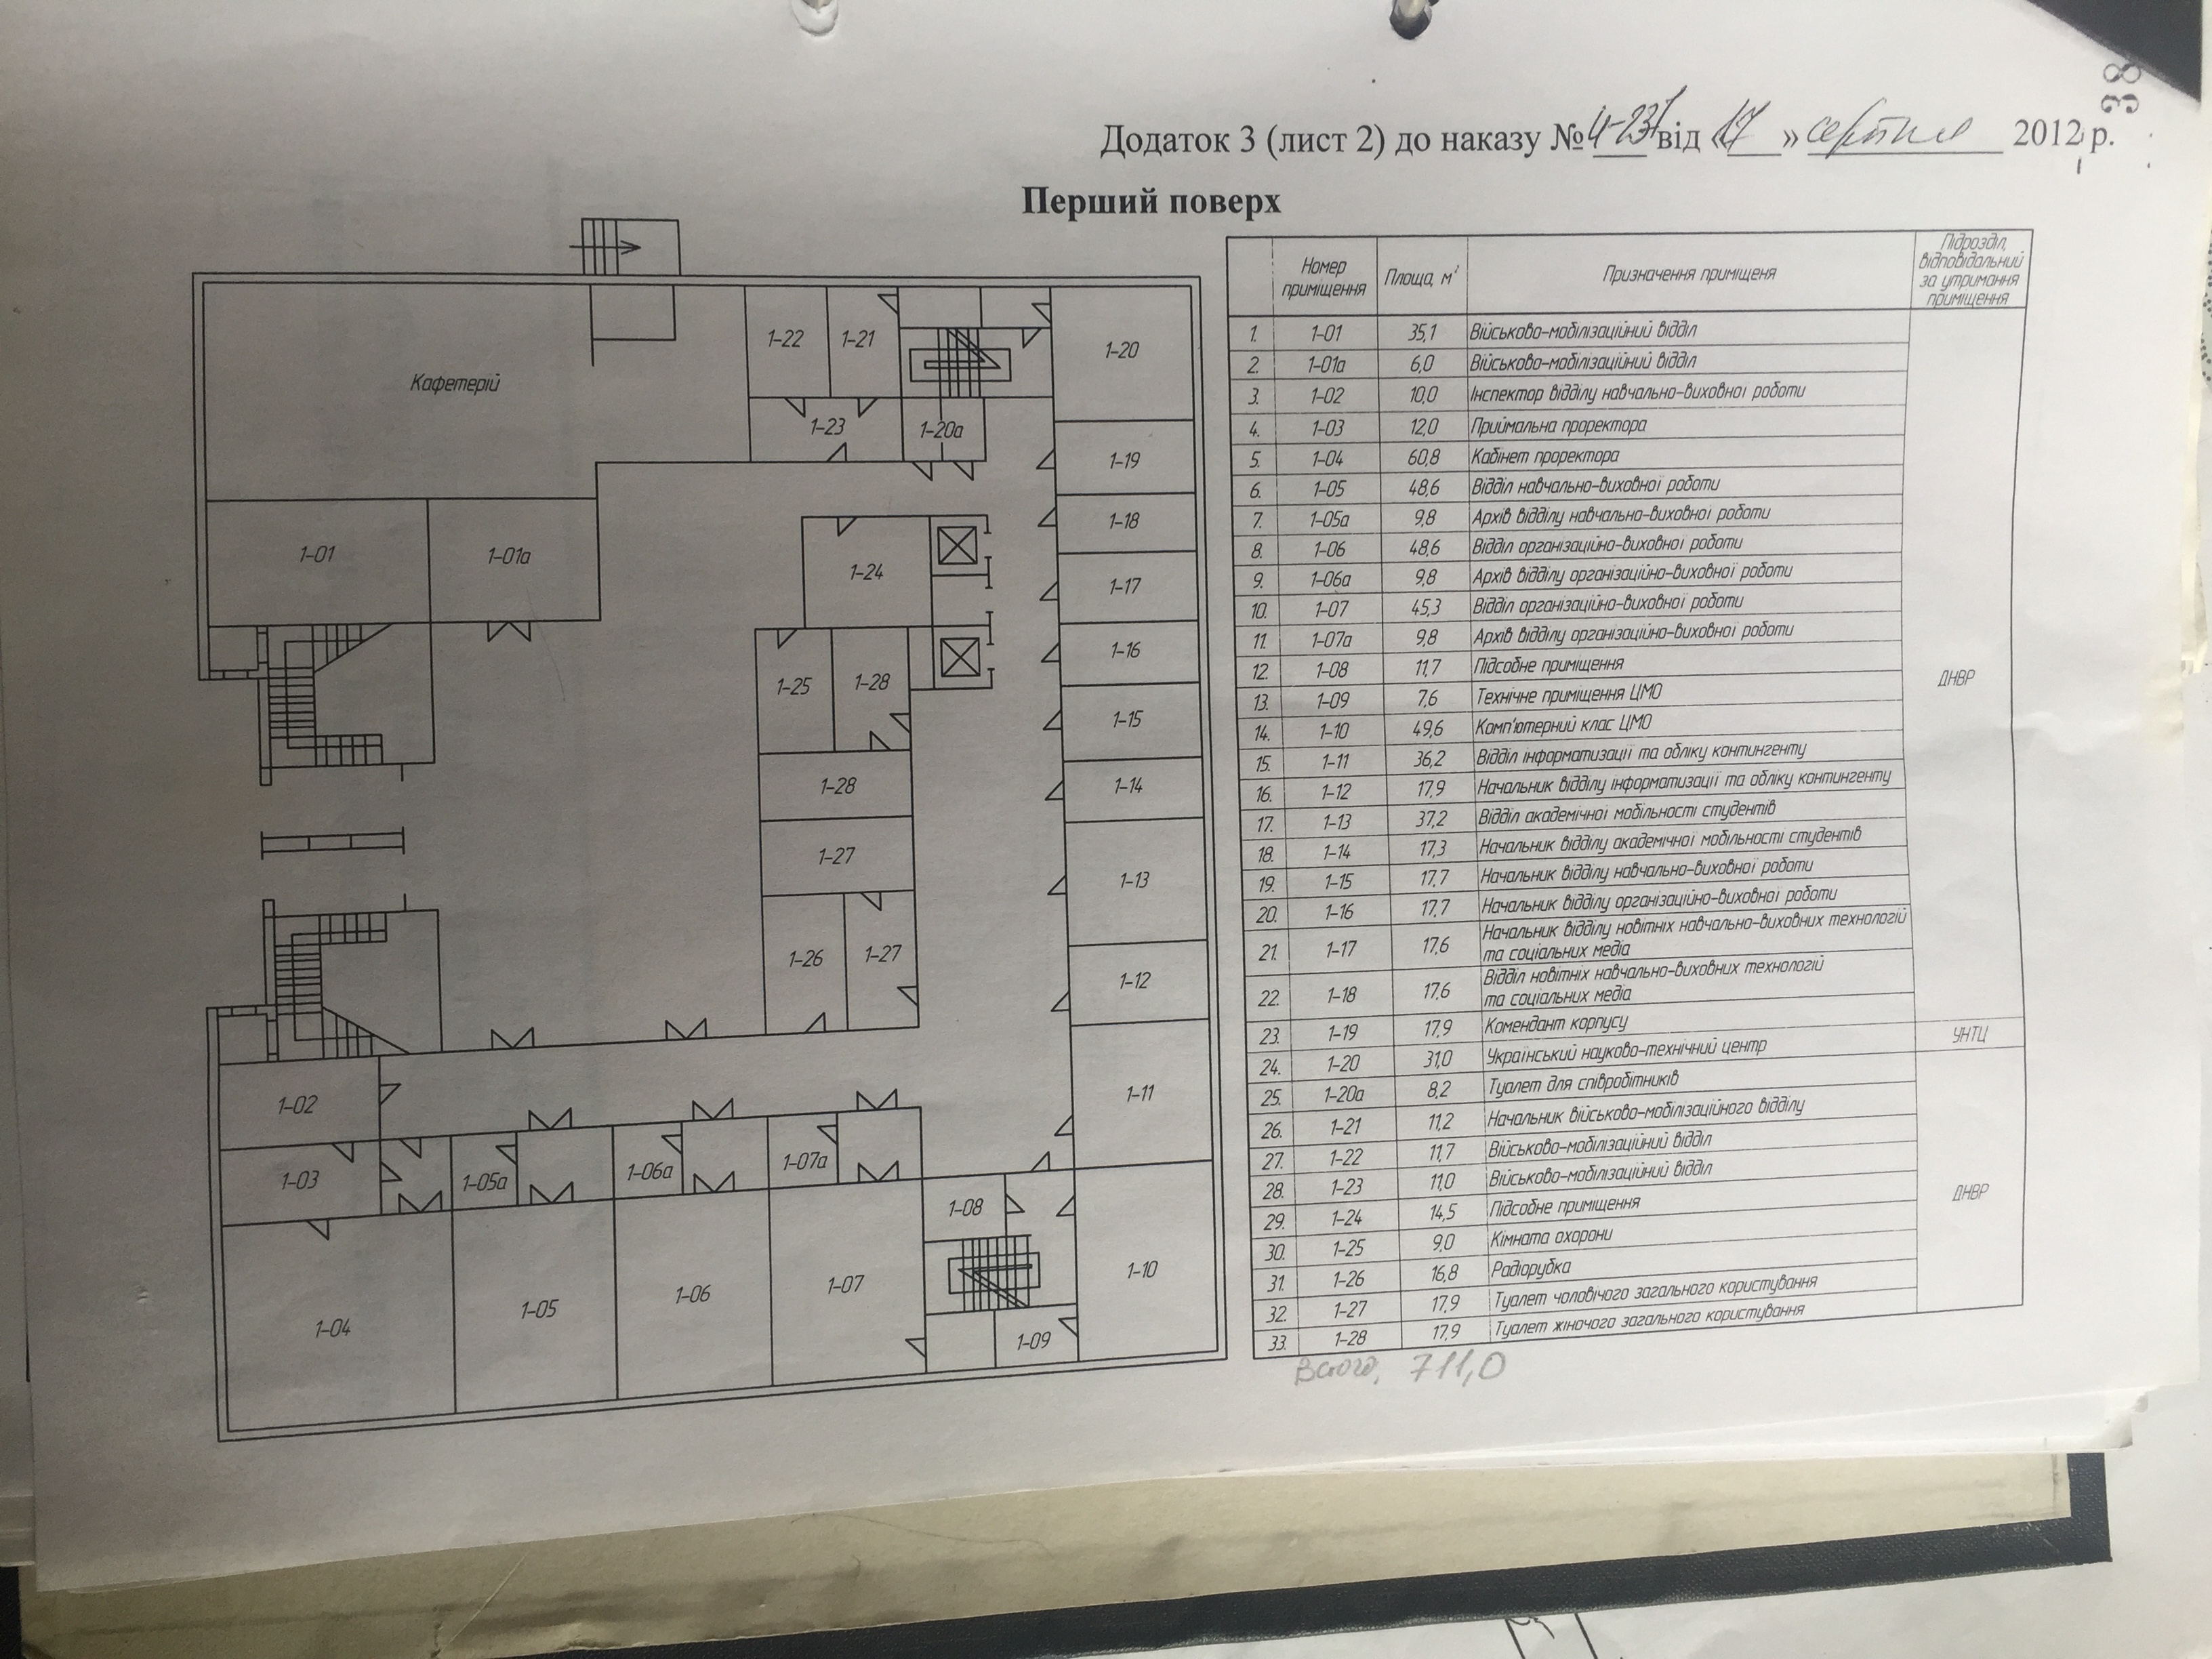 38
Додаток 3 (лист 2) до наказу №4-237 від «17» серпня 2012 р.
Перший поверх
Кафетерій
1-22
1-21
1-20
1-23
1-20а
1-19
1-18
1-01
1-01а
1-24
1-17
1-16
1-25
1-28
1-15
1-28
1-14
1-27
1-13
1-26
1-27
1-12
1-02
1-11
1-03
1-05а
1-06а
1-07а
1-08
1-04
1-05
1-06
1-07
1-10
1-09
Номер приміщення Площа, м² Призначення приміщеня Підрозділ, відповідальний за утримання приміщення
1. 1-01 35,1 Військово-мобілізаційний відділ
2. 1-01а 6,0 Військово-мобілізаційний відділ
3. 1-02 10,0 Інспектор відділу навчально-виховної роботи
4. 1-03 12,0 Приймальна проректора
5. 1-04 60,8 Кабінет проректора
6. 1-05 48,6 Відділ навчально-виховної роботи
7. 1-05а 9,8 Архів відділу навчально-виховної роботи
8. 1-06 48,6 Відділ організаційно-виховної роботи
9. 1-06а 9,8 Архів відділу організаційно-виховної роботи
10. 1-07 45,3 Відділ організаційно-виховної роботи
11. 1-07а 9,8 Архів відділу організаційно-виховної роботи
12. 1-08 11,7 Підсобне приміщення
ДНВР
13. 1-09 7,6 Технічне приміщення ЦМО
14. 1-10 49,6 Комп'ютерний клас ЦМО
15. 1-11 36,2 Відділ інформатизації та обліку контингенту
16. 1-12 17,9 Начальник відділу інформатизації та обліку контингенту
17. 1-13 37,2 Відділ академічної мобільності студентів
18. 1-14 17,3 Начальник відділу академічної мобільності студентів
19. 1-15 17,7 Начальник відділу навчально-виховної роботи
20. 1-16 17,7 Начальник відділу організаційно-виховної роботи
21. 1-17 17,6 Начальник відділу новітніх навчально-виховних технологій
та соціальних медіа
22. 1-18 17,6 Відділ новітніх навчально-виховних технологій
та соціальних медіа
23. 1-19 17,9 Комендант корпусу
24. 1-20 31,0 Український науково-технічний центр УНТЦ
25. 1-20а 8,2 Туалет для співробітників
26. 1-21 11,2 Начальник військово-мобілізаційного відділу
27. 1-22 11,7 Військово-мобілізаційний відділ
28. 1-23 11,0 Військово-мобілізаційний відділ
29. 1-24 14,5 Підсобне приміщення
ДНВР
30. 1-25 9,0 Кімната охорони
31. 1-26 16,8 Радіорубка
32. 1-27 17,9 Туалет чоловічого загального користування
33. 1-28 17,9 Туалет жіночого загального користування
Всього, 711,0